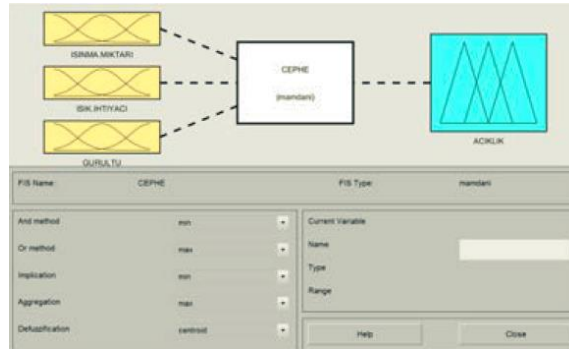 ISINMA.MIKTARI
CEPHE
(mamdani)
ISIK.IHTIYACI
ACIKLIK
GURULTU
FIS Name: CEPHE FIS Type: mamdani
And method min
Or method max
Implication min
Aggregation max
Defuzzification centroid
Current Variable
Name
Type
Range
Help Close